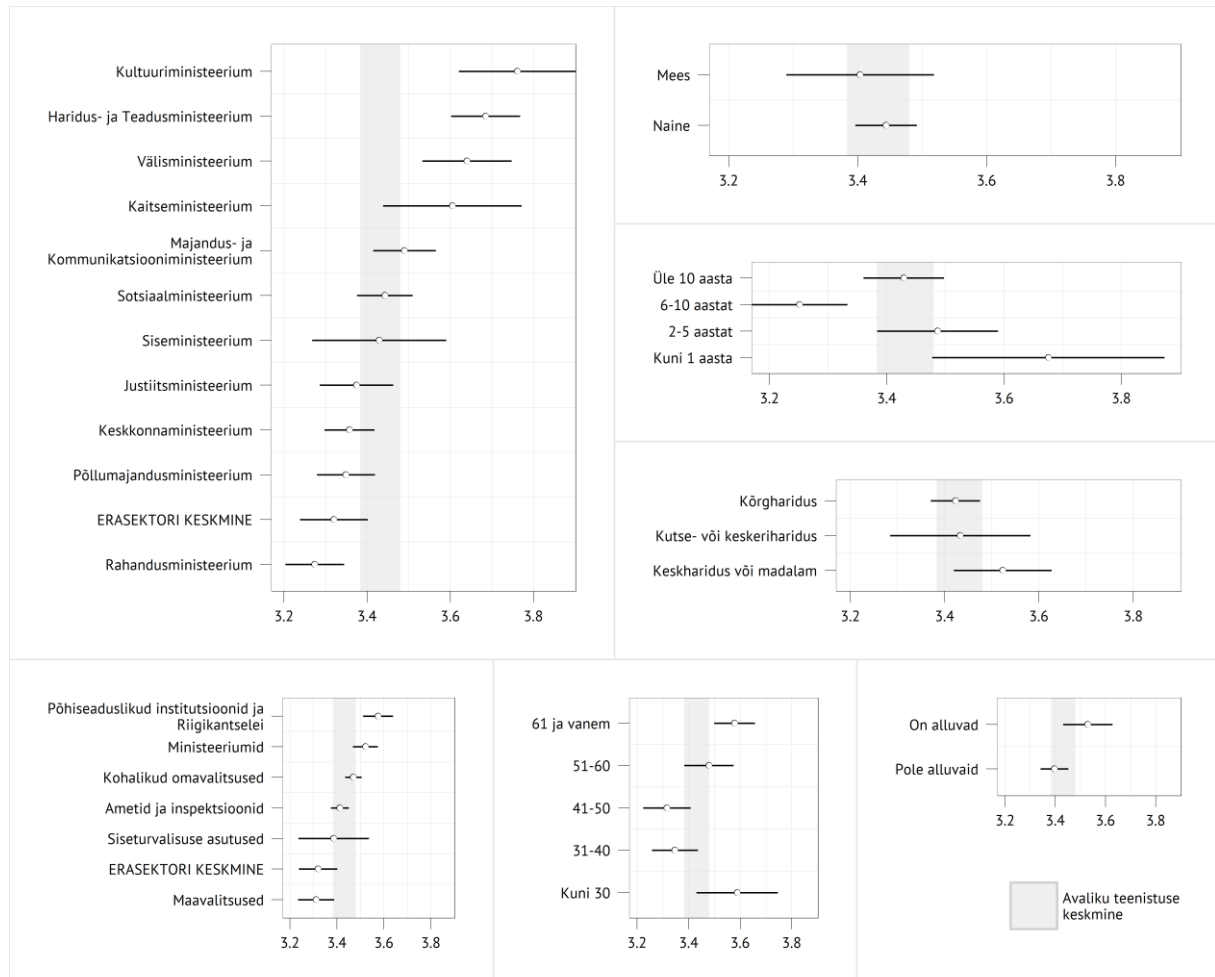 Kultuuriministeerium
Haridus- ja Teadusministeerium
Välisministeerium
Kaitseministeerium
Majandus- ja
Kommunikatsiooniministeerium
Sotsiaalministeerium
Siseministeerium
Justiitsministeerium
Keskkonnaministeerium
Põllumajandusministeerium
ERASEKTORI KESKMINE
Rahandusministeerium
3.2 3.4 3.6 3.8
Mees
Naine
3.2 3.4 3.6 3.8
Üle 10 aasta
6-10 aastat
2-5 aastat
Kuni 1 aasta
3.2 3.4 3.6 3.8
Kõrgharidus
Kutse- või keskeriharidus
Keskharidus või madalam
3.2 3.4 3.6 3.8
Põhiseaduslikud institutsioonid ja
Riigikantselei
Ministeeriumid
Kohalikud omavalitsused
Ametid ja inspektsioonid
Siseturvalisuse asutused
ERASEKTORI KESKMINE
Maavalitsused
3.2 3.4 3.6 3.8
61 ja vanem
51-60
41-50
31-40
Kuni 30
3.2 3.4 3.6 3.8
On alluvad
Pole alluvaid
3.2 3.4 3.6 3.8
Avaliku teenistuse
keskmine